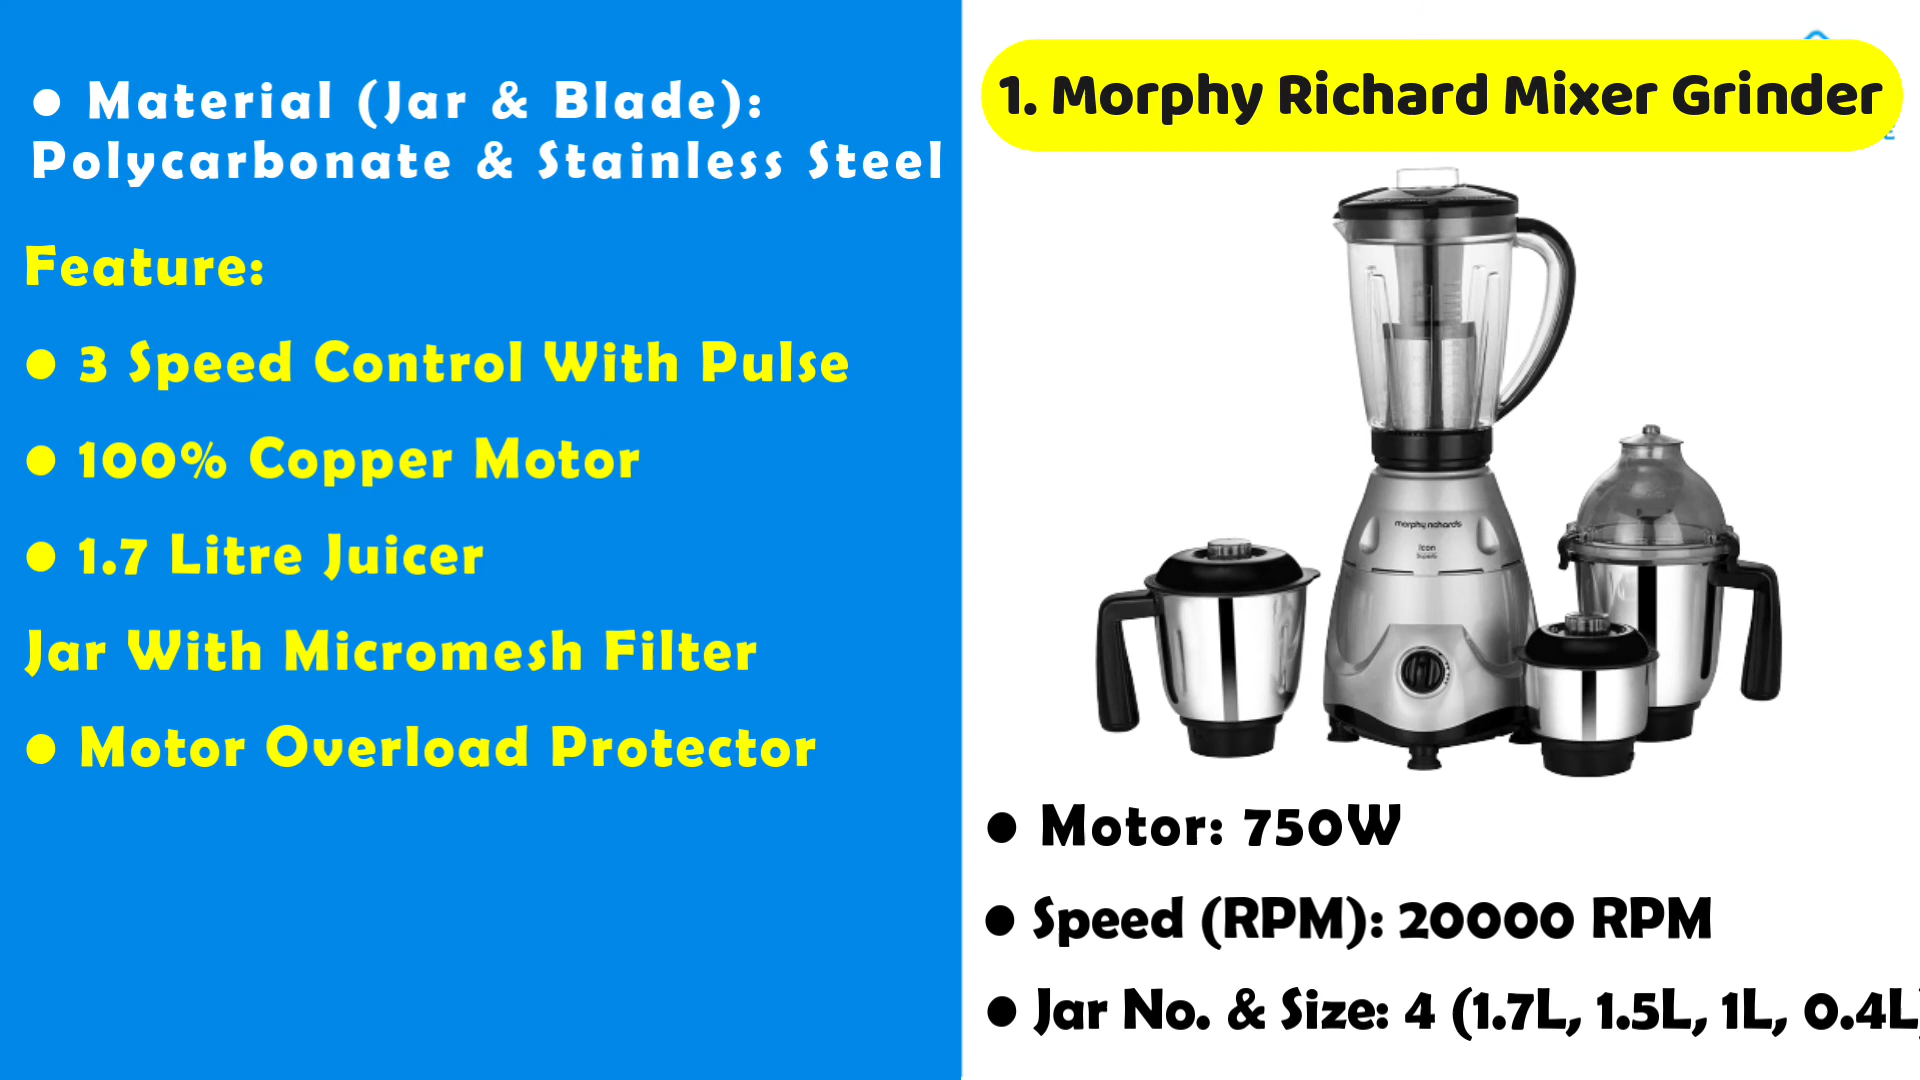 • Material (Jar & Blade):
Polycarbonate & Stainless Steel
Feature:
• 3 Speed Control With Pulse
• 100% Copper Motor
• 1.7 Litre Juicer
Jar With Micromesh Filter
• Motor Overload Protector
1. Morphy Richard Mixer Grinder
morphy richards
Icon
Superb
• Motor: 750W
• Speed (RPM): 20000 RPM
• Jar No. & Size: 4 (1.7L, 1.5L, 1L, 0.4L)